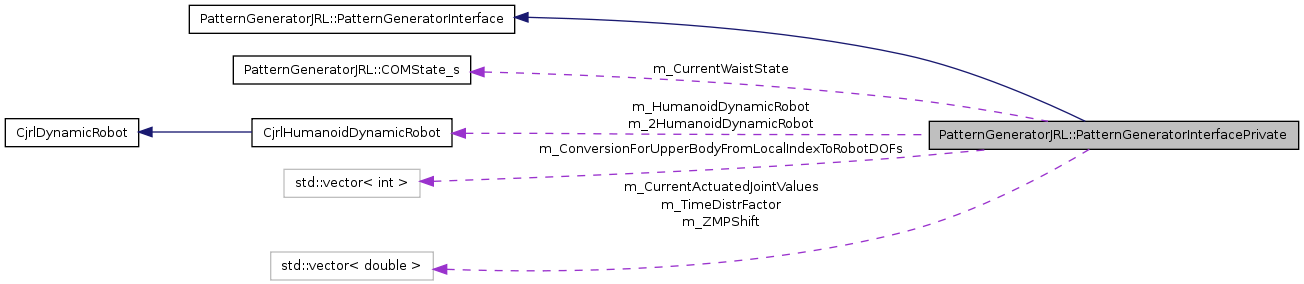 PatternGeneratorJRL::PatternGeneratorInterface
PatternGeneratorJRL::COMState_s
m_CurrentWaistState
m_HumanoidDynamicRobot
m_2HumanoidDynamicRobot
CjrlDynamicRobot
CjrlHumanoidDynamicRobot
PatternGeneratorJRL::PatternGeneratorInterfacePrivate
m_ConversionForUpperBodyFromLocalIndexToRobotDOFs
std::vector< int >
m_CurrentActuatedJointValues
m_TimeDistrFactor
m_ZMPShift
std::vector< double >